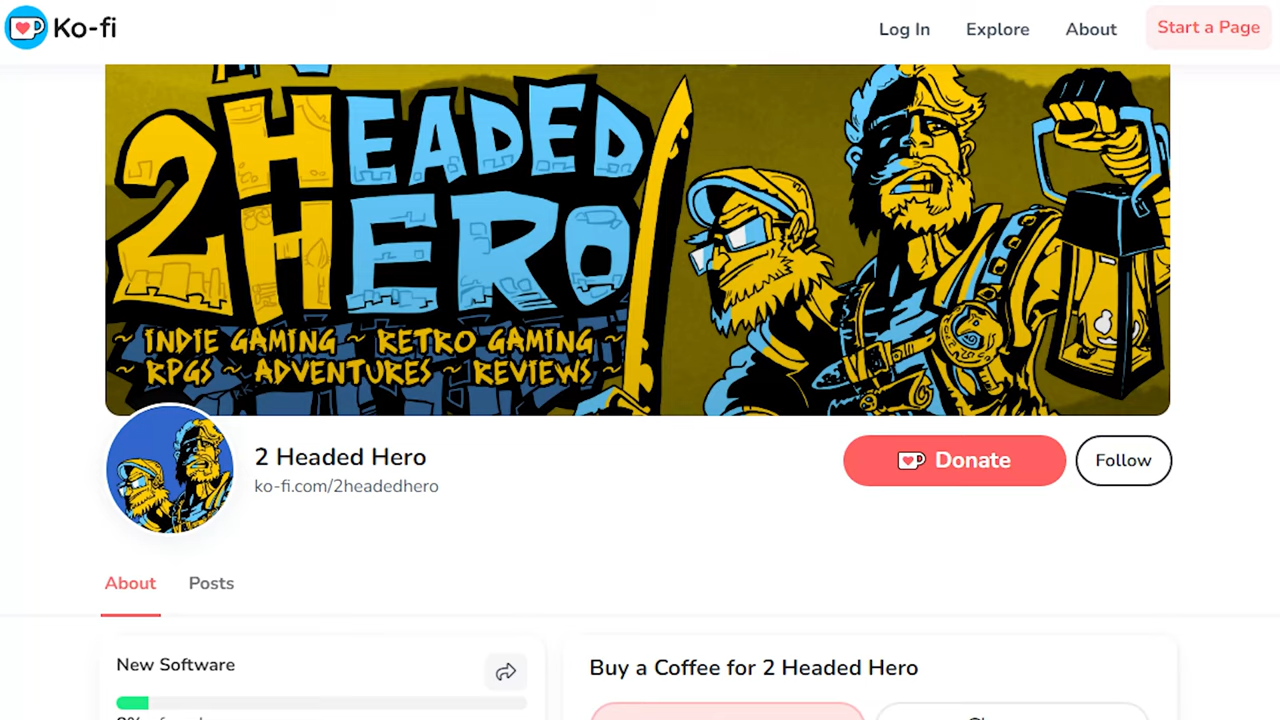 Ko-fi
Log In
Explore
About
Start a Page
2 HEADED
HERO
~ INDIE GAMING ~ RETRO GAMING ~
~ RPGS ~ ADVENTURES ~ REVIEWS ~
2 Headed Hero
ko-fi.com/2headedhero
Donate
Follow
About
Posts
New Software
Buy a Coffee for 2 Headed Hero